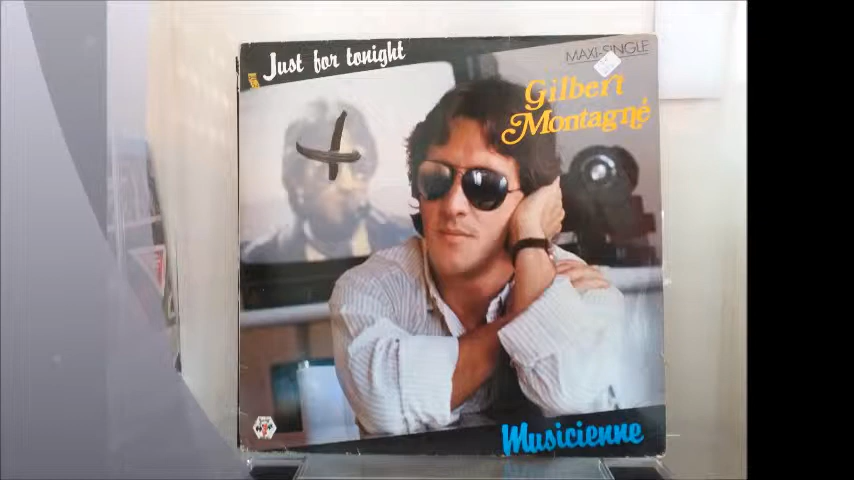 Just for tonight
MAXI-SINGLE
Gilbert
Montagné
Musicienne